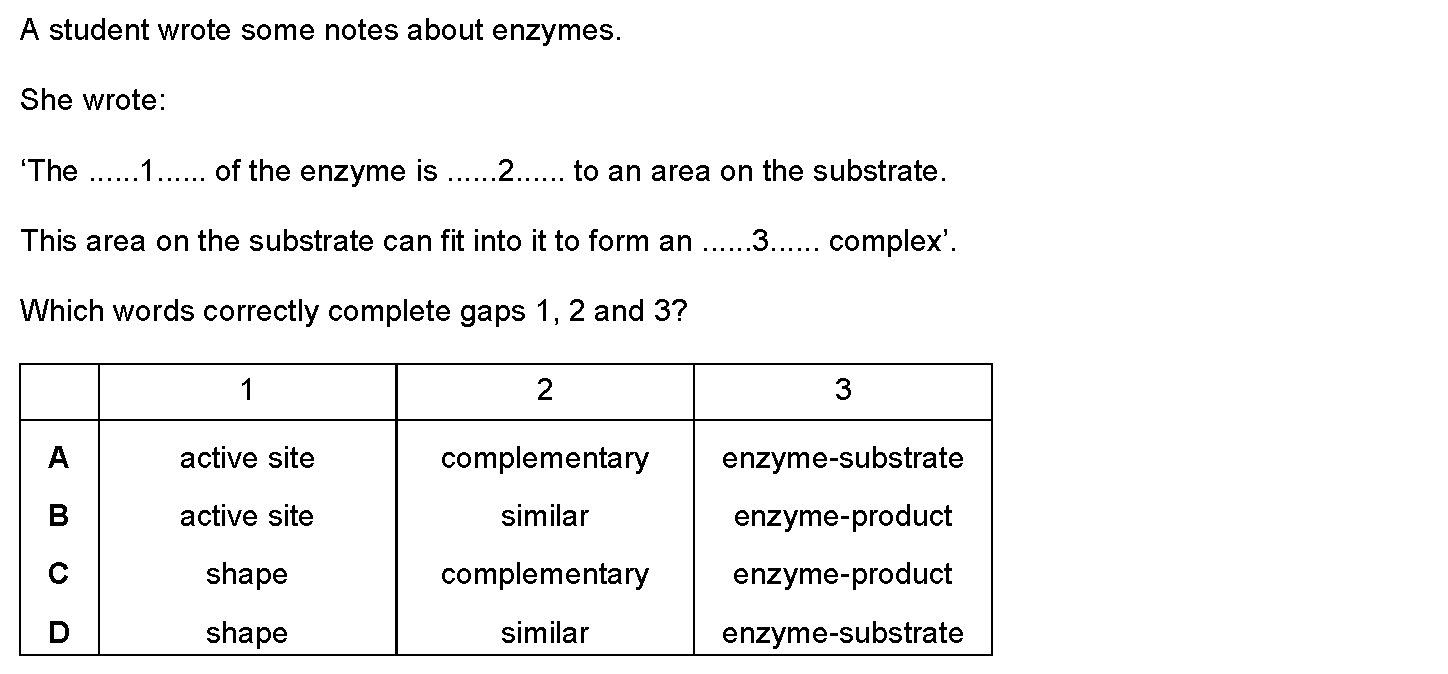 A student wrote some notes about enzymes.
She wrote:
‘The ......1...... of the enzyme is ......2...... to an area on the substrate.
This area on the substrate can fit into it to form an ......3...... complex’.
Which words correctly complete gaps 1, 2 and 3?
1 2 3
A active site complementary enzyme-substrate
B active site similar enzyme-product
C shape complementary enzyme-product
D shape similar enzyme-substrate